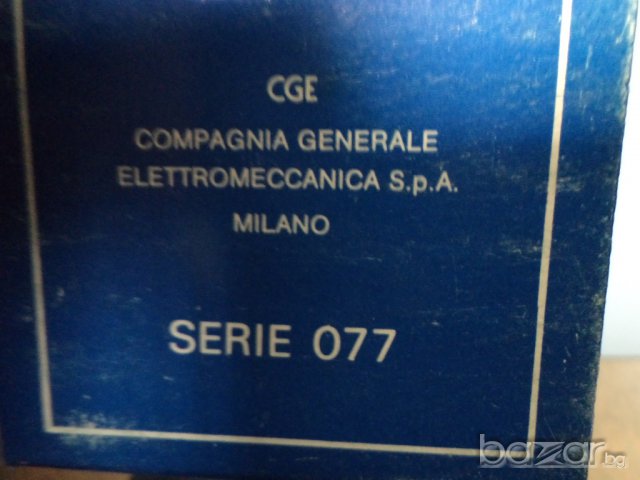 CGE
COMPAGNIA GENERALE
ELETTROMECCANICA S.p.A.
MILANO
SERIE 077
bazar.bg